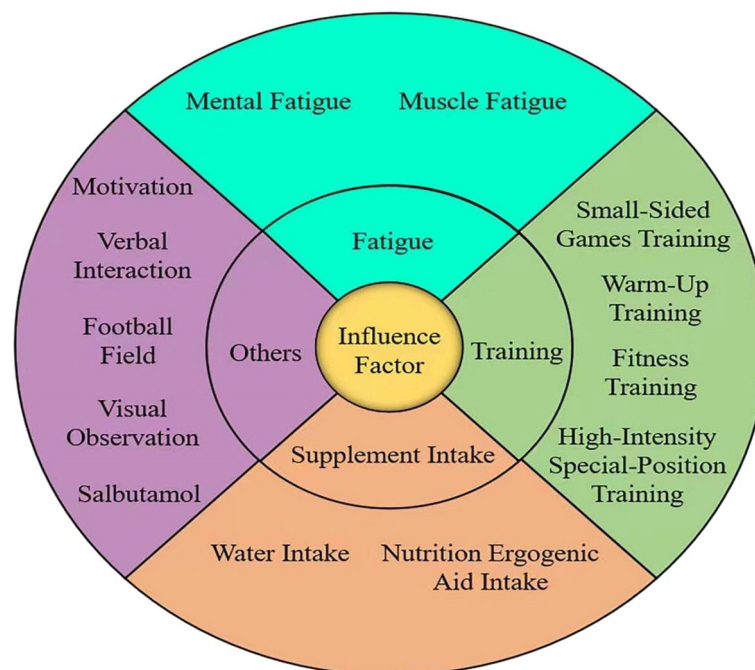 Mental Fatigue
Muscle Fatigue
Fatigue
Motivation
Verbal
Interaction
Football
Field
Visual
Observation
Salbutamol
Others
Influence
Factor
Training
Small-Sided
Games Training
Warm-Up
Training
Fitness
Training
High-Intensity
Special-Position
Training
Supplement Intake
Water Intake
Nutrition Ergogenic
Aid Intake